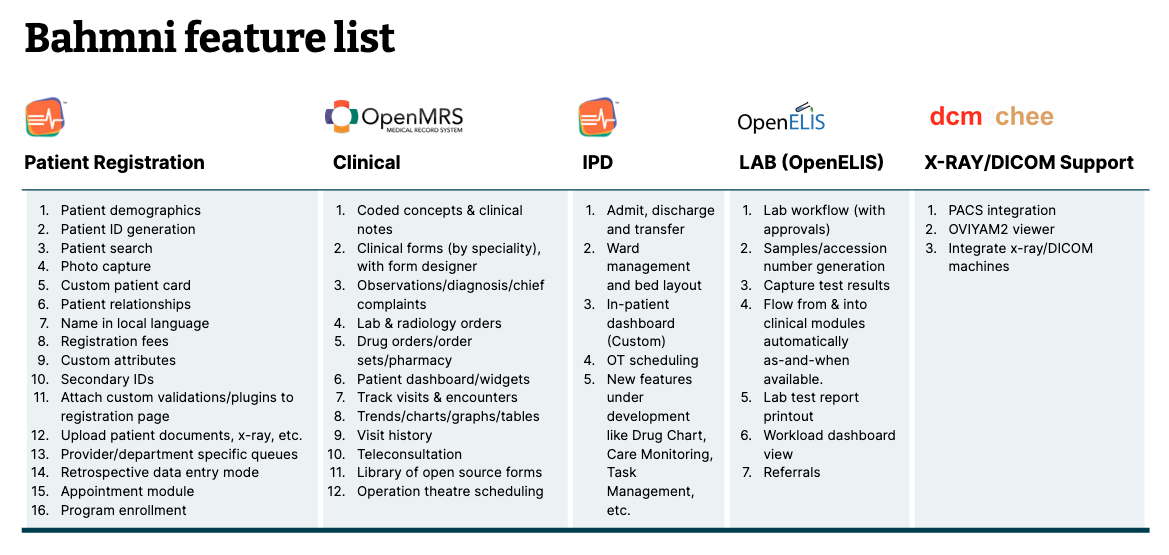 Bahmni feature list
OpenMRS
MEDICAL RECORD SYSTEM
OpenELIS
dcm4chee
Patient Registration
Clinical
IPD
LAB (OpenELIS)
X-RAY/DICOM Support
1. Patient demographics
2. Patient ID generation
3. Patient search
4. Photo capture
5. Custom patient card
6. Patient relationships
7. Name in local language
8. Registration fees
9. Custom attributes
10. Secondary IDs
11. Attach custom validations/plugins to
registration page
12. Upload patient documents, x-ray, etc.
13. Provider/department specific queues
14. Retrospective data entry mode
15. Appointment module
16. Program enrollment
1. Coded concepts & clinical
notes
2. Clinical forms (by speciality),
with form designer
3. Observations/diagnosis/chief
complaints
4. Lab & radiology orders
5. Drug orders/order
sets/pharmacy
6. Patient dashboard/widgets
7. Track visits & encounters
8. Trends/charts/graphs/tables
9. Visit history
10. Teleconsultation
11. Library of open source forms
12. Operation theatre scheduling
1. Admit, discharge
and transfer
2. Ward
management
and bed layout
3. In-patient
dashboard
(Custom)
4. OT scheduling
5. New features
under
development
like Drug Chart,
Care Monitoring,
Task
Management,
etc.
1. Lab workflow (with
approvals)
2. Samples/accession
number generation
3. Capture test results
4. Flow from & into
clinical modules
automatically
as-and-when
available.
5. Lab test report
printout
6. Workload dashboard
view
7. Referrals
1. PACS integration
2. OVIYAM2 viewer
3. Integrate x-ray/DICOM
machines